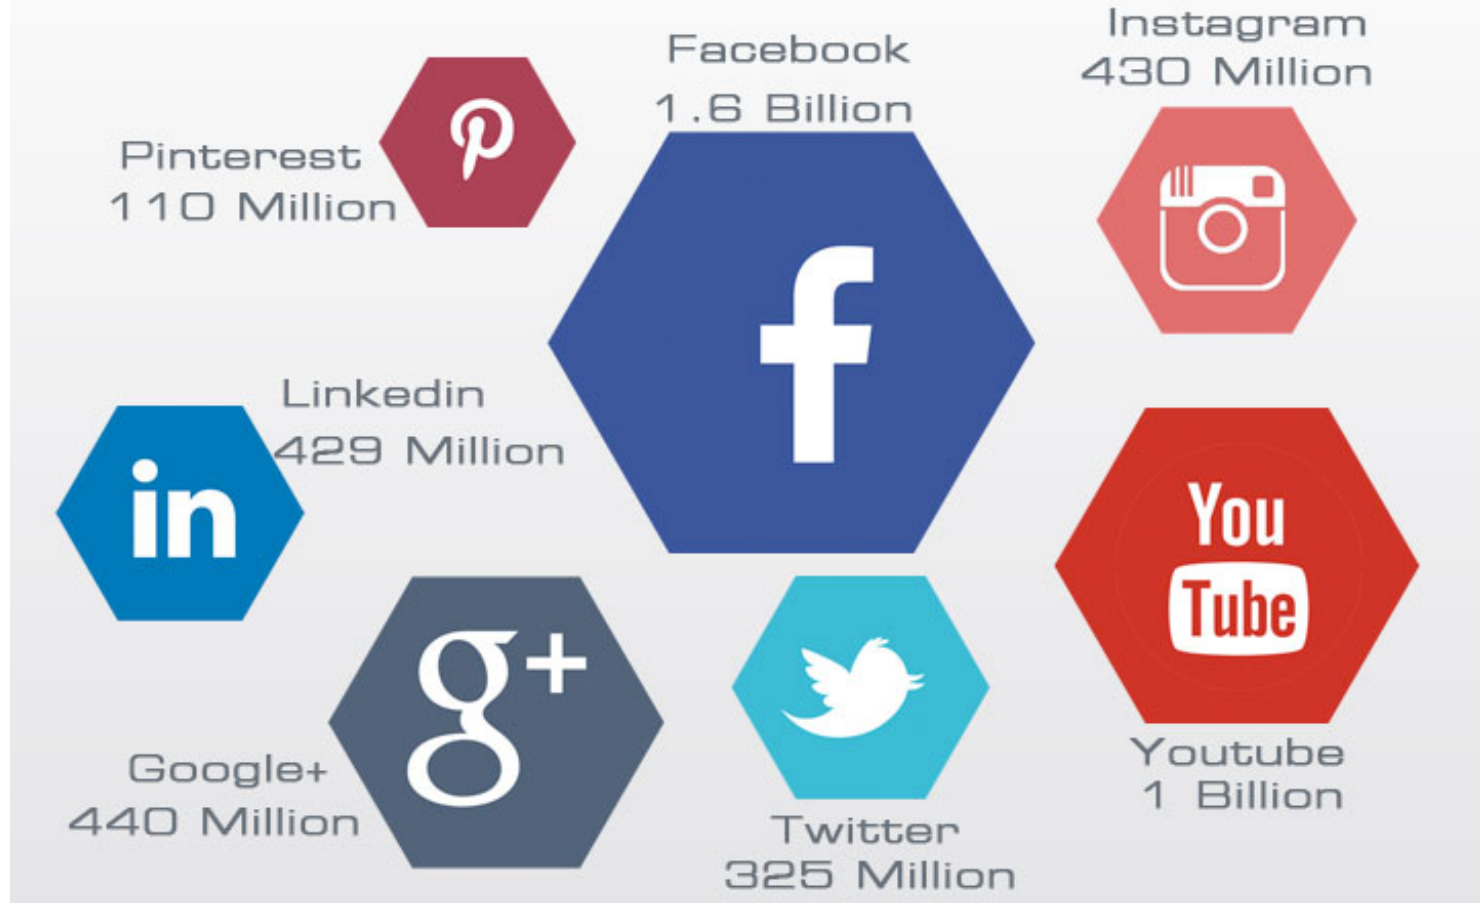 Pinterest
110 Million
Facebook
1.6 Billion
Instagram
430 Million
Linkedin
429 Million
in
You
Tube
g+
Google+
440 Million
Twitter
325 Million
Youtube
1 Billion